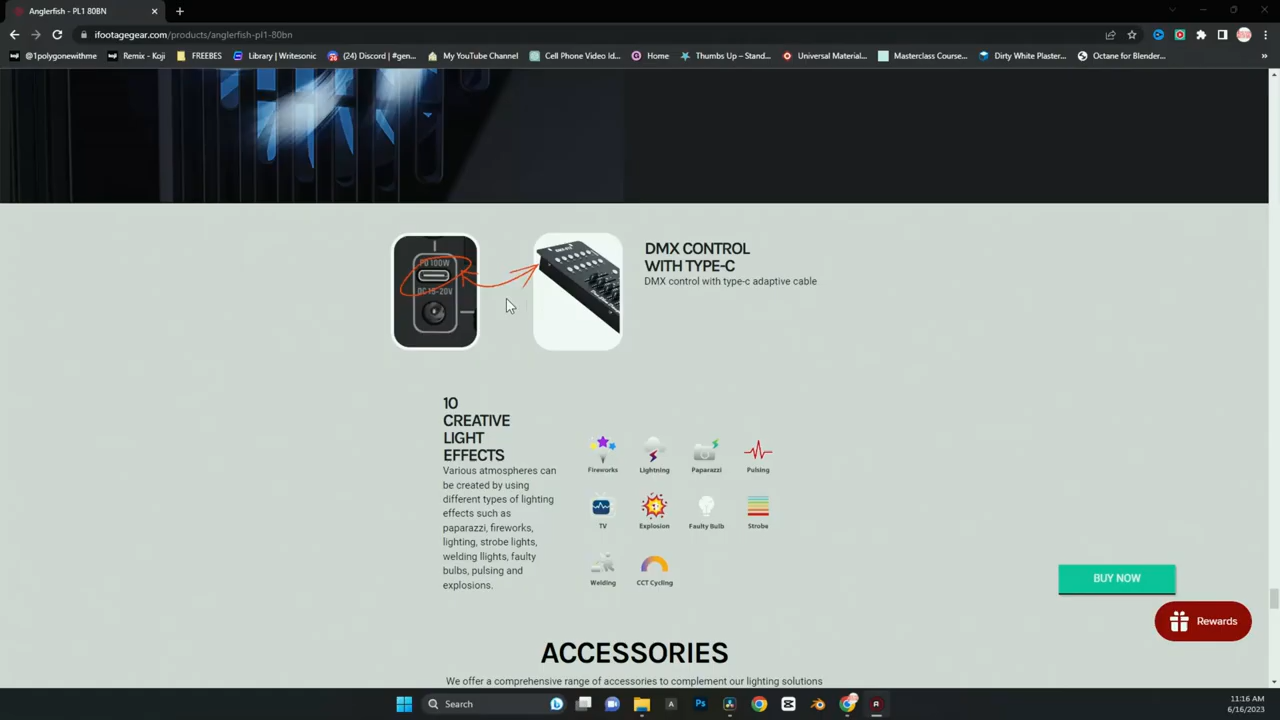 Anglerfish - PL1 80BN
ifootagegear.com/products/anglerfish-pl1-80bn
@1polygonewithme
Remix - Koji
FREEBES
Library | Writesonic
(24) Discord | #gen...
My YouTube Channel
Cell Phone Video, Id...
Home
Thumbs Up – Stand...
Universal Material...
Masterclass Course...
Dirty White Plaster...
Octane for Blender...
PD 100W
DC 15-20V
DMX CONTROL
WITH TYPE-C
DMX control with type-c adaptive cable
10
CREATIVE
LIGHT
EFFECTS
Various atmospheres can
be created by using
different types of lighting
effects such as
paparazzi, fireworks,
lighting, strobe lights,
welding llights, faulty
bulbs, pulsing and
explosions.
Fireworks
Lightning
Paparazzi
Pulsing
TV
Explosion
Faulty Bulb
Strobe
Welding
CCT Cycling
BUY NOW
Rewards
ACCESSORIES
We offer a comprehensive range of accessories to complement our lighting solutions
Search
11:16 AM
6/16/2023